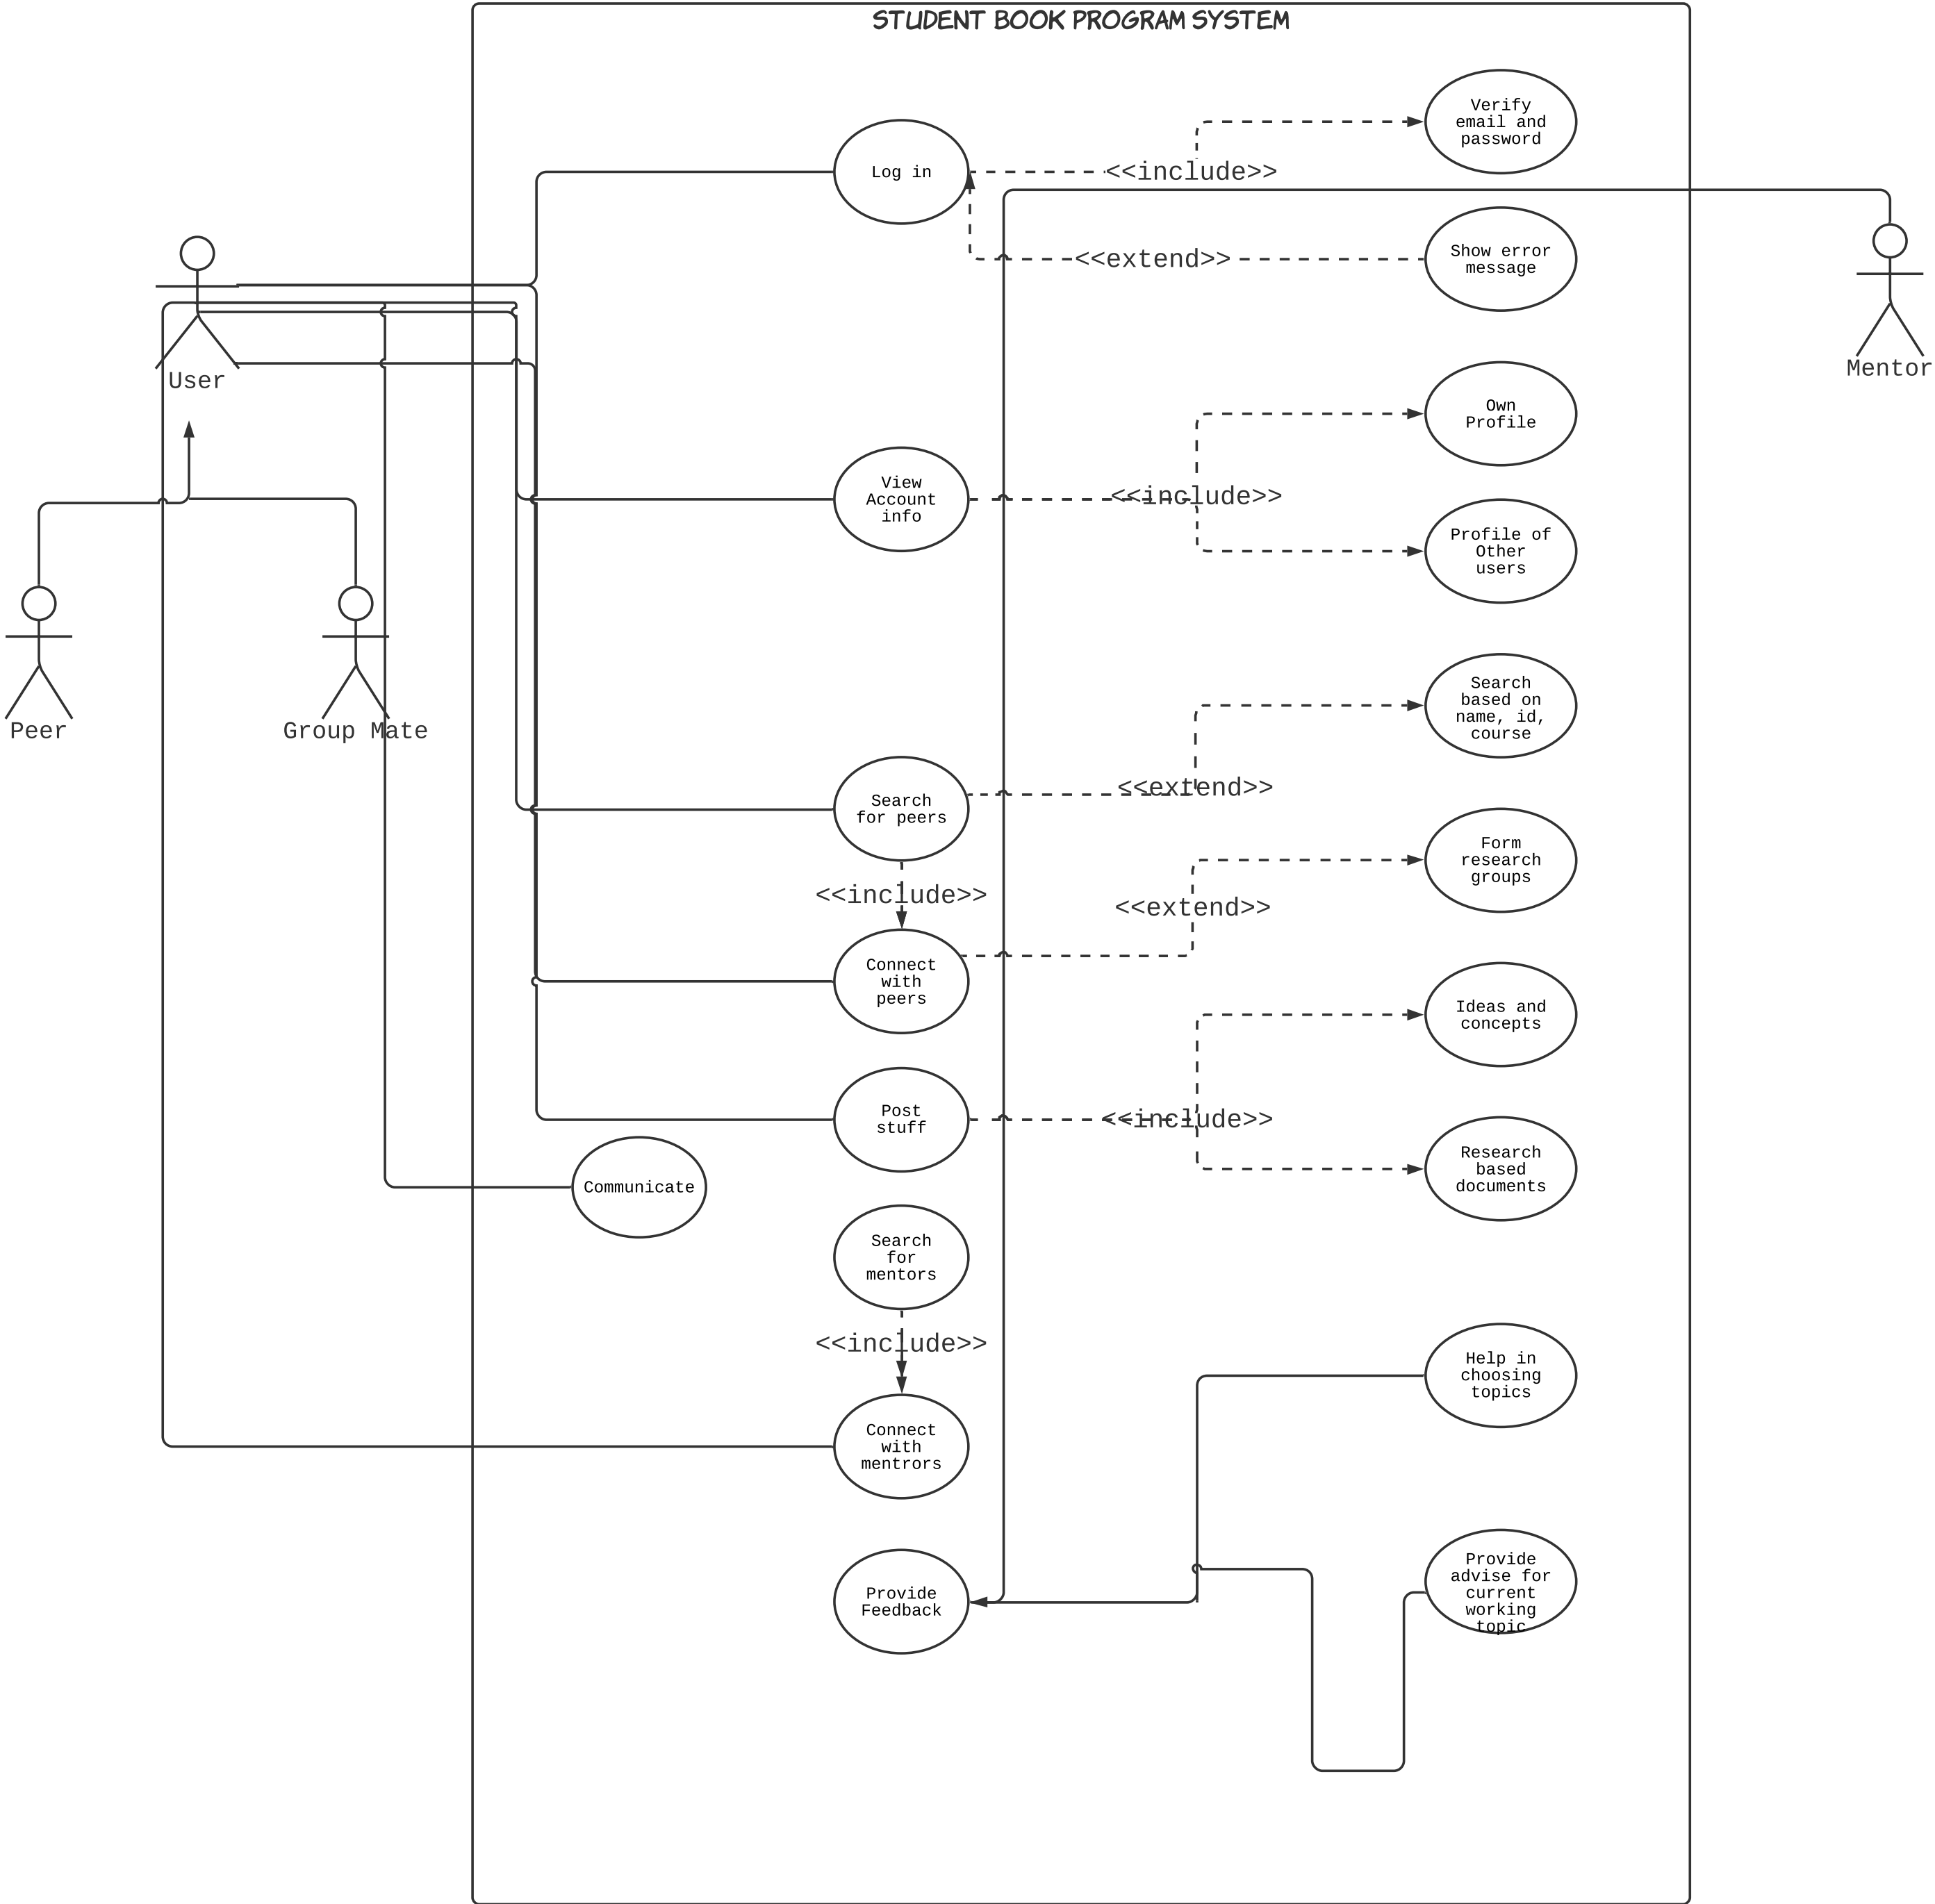 STUDENT BOOK PROGRAM SYSTEM
Verify
email and
password
Log in
<<include>>
Show error
message
<<extend>>
User
Mentor
Own
Profile
View
Account
info
<<include>>
Profile of
Other
users
Peer
Group Mate
Search
based on
name, id,
course
Search
for peers
<<extend>>
<<include>>
Form
research
groups
<<extend>>
Connect
with
peers
Ideas and
concepts
Post
stuff
<<include>>
Research
based
documents
Communicate
Search
for
mentors
<<include>>
Help in
choosing
topics
Connect
with
mentrors
Provide
Feedback
Provide
advise for
current
working
topic